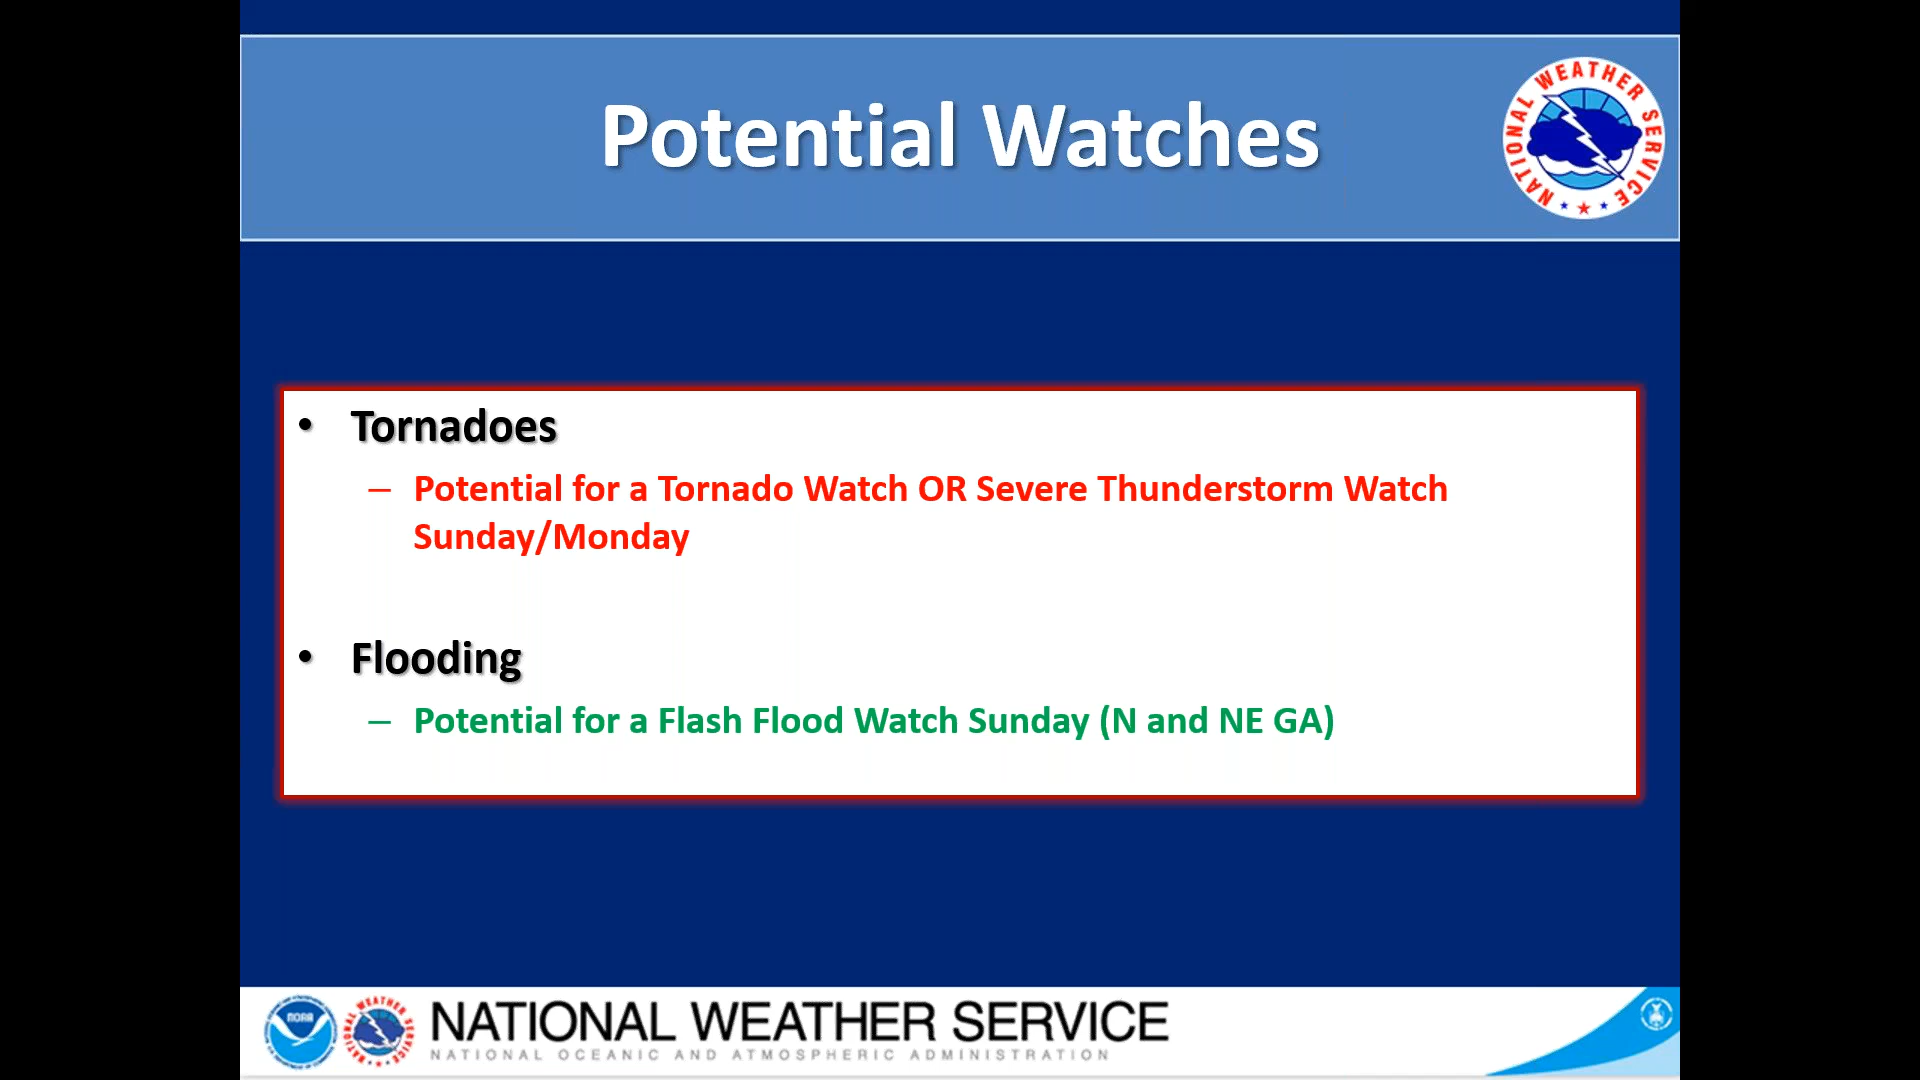 Potential Watches
NATIONAL WEATHER SERVICE
• Tornadoes
– Potential for a Tornado Watch OR Severe Thunderstorm Watch
Sunday/Monday
• Flooding
– Potential for a Flash Flood Watch Sunday (N and NE GA)
NOAA
NATIONAL WEATHER SERVICE
NATIONAL WEATHER SERVICE
NATIONAL OCEANIC AND ATMOSPHERIC ADMINISTRATION